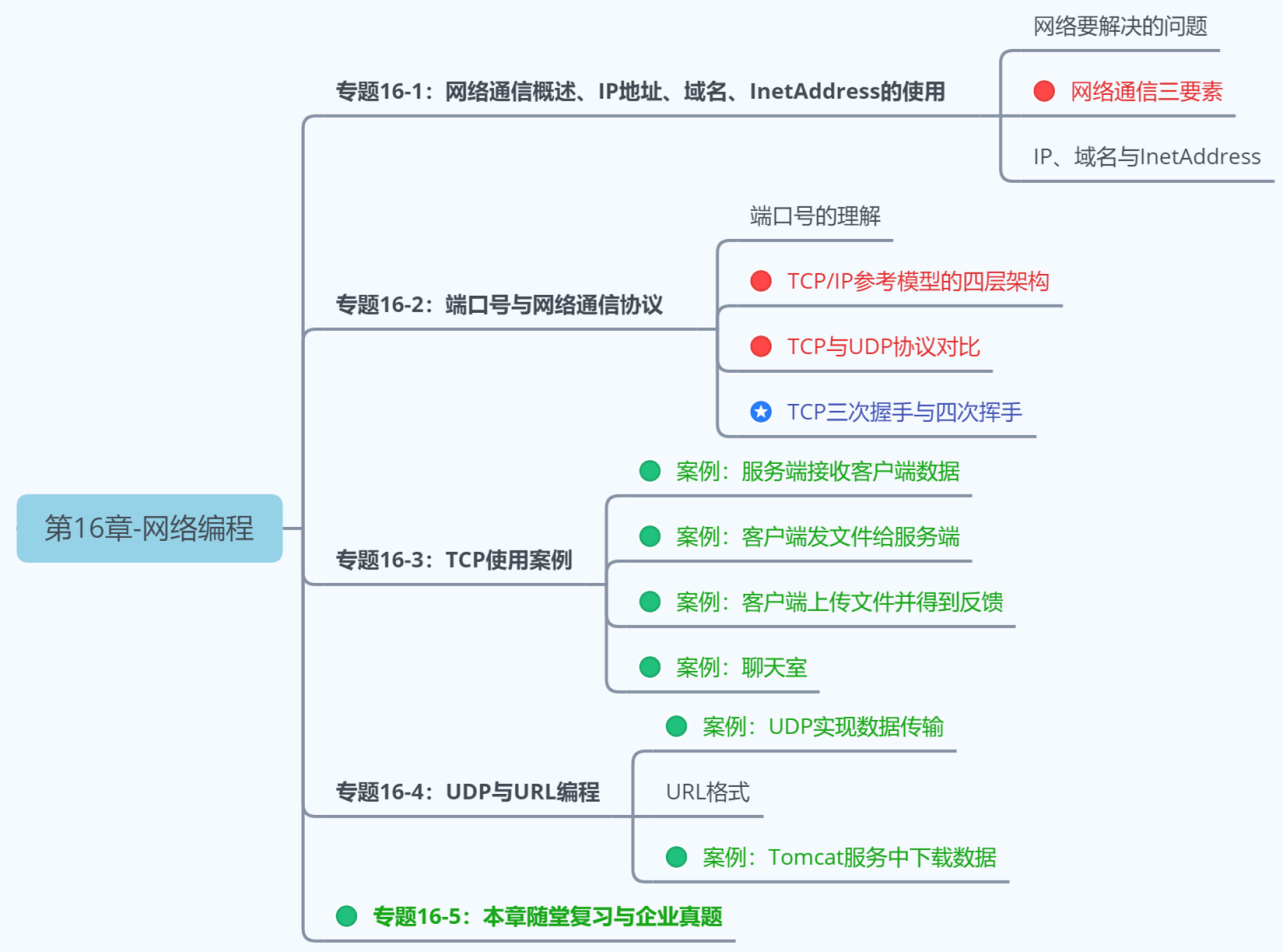 第16章-网络编程
专题16-1：网络通信概述、IP地址、域名、InetAddress的使用
网络要解决的问题
网络通信三要素
IP、域名与InetAddress
专题16-2：端口号与网络通信协议
端口号的理解
TCP/IP参考模型的四层架构
TCP与UDP协议对比
TCP三次握手与四次挥手
专题16-3：TCP使用案例
案例：服务端接收客户端数据
案例：客户端发文件给服务端
案例：客户端上传文件并得到反馈
案例：聊天室
专题16-4：UDP与URL编程
案例：UDP实现数据传输
URL格式
案例：Tomcat服务中下载数据
专题16-5：本章随堂复习与企业真题